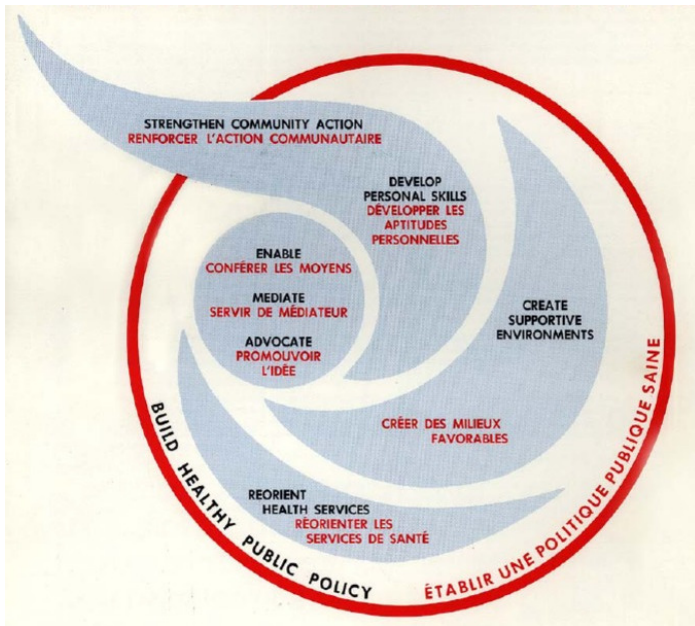 STRENGTHEN COMMUNITY ACTION
RENFORCER L'ACTION COMMUNAUTAIRE
DEVELOP
PERSONAL SKILLS
DÉVELOPPER LES
APTITUDES
PERSONNELLES
ENABLE
CONFÉRER LES MOYENS
MEDIATE
SERVIR DE MÉDIATEUR
ADVOCATE
PROMOUVOIR
L'IDÉE
CREATE
SUPPORTIVE
ENVIRONMENTS
CRÉER DES MILIEUX
FAVORABLES
REORIENT
HEALTH SERVICES
RÉORIENTER LES
SERVICES DE SANTÉ
BUILD HEALTHY PUBLIC POLICY
ÉTABLIR UNE POLITIQUE PUBLIQUE SAINE